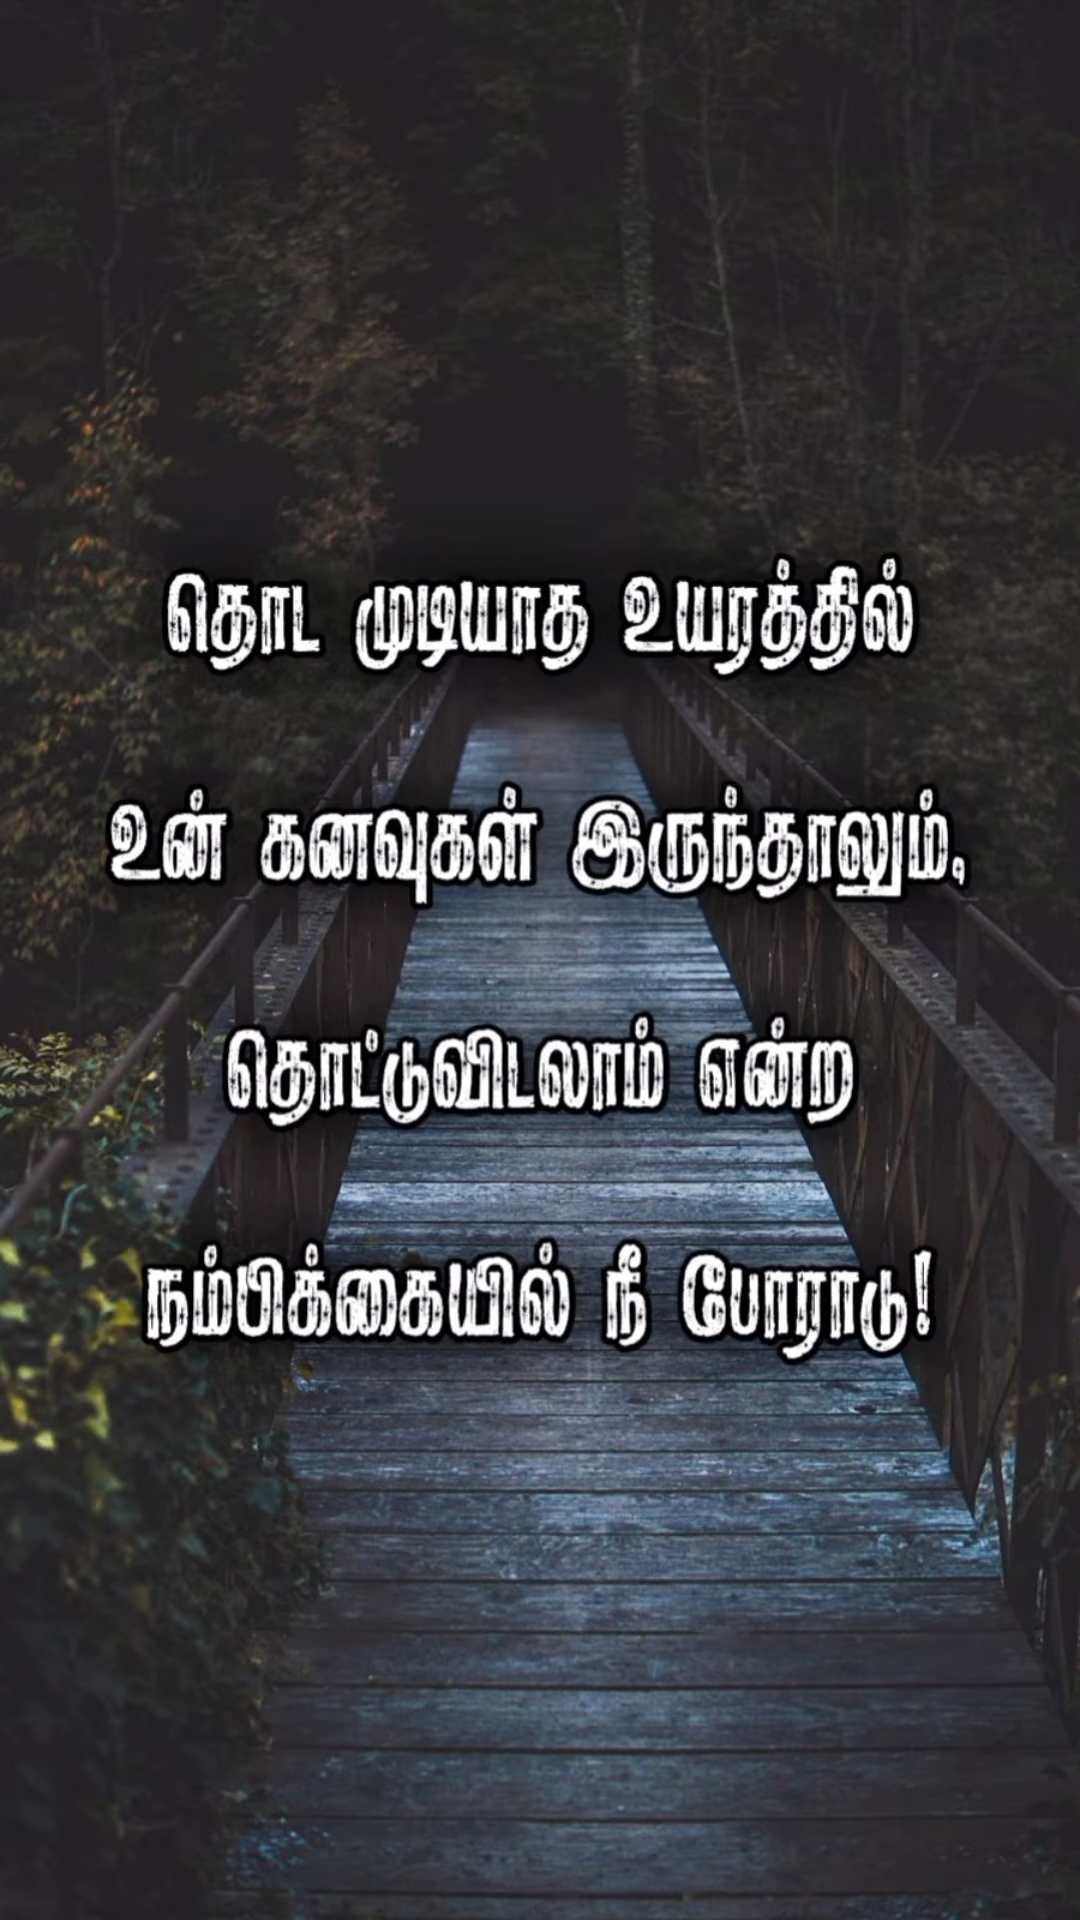 தொட முடியாத உயரத்தில்
உன் கனவுகள் இருந்தாலும்,
தொட்டுவிடலாம் என்ற
நம்பிக்கையில் நீ போராடு!